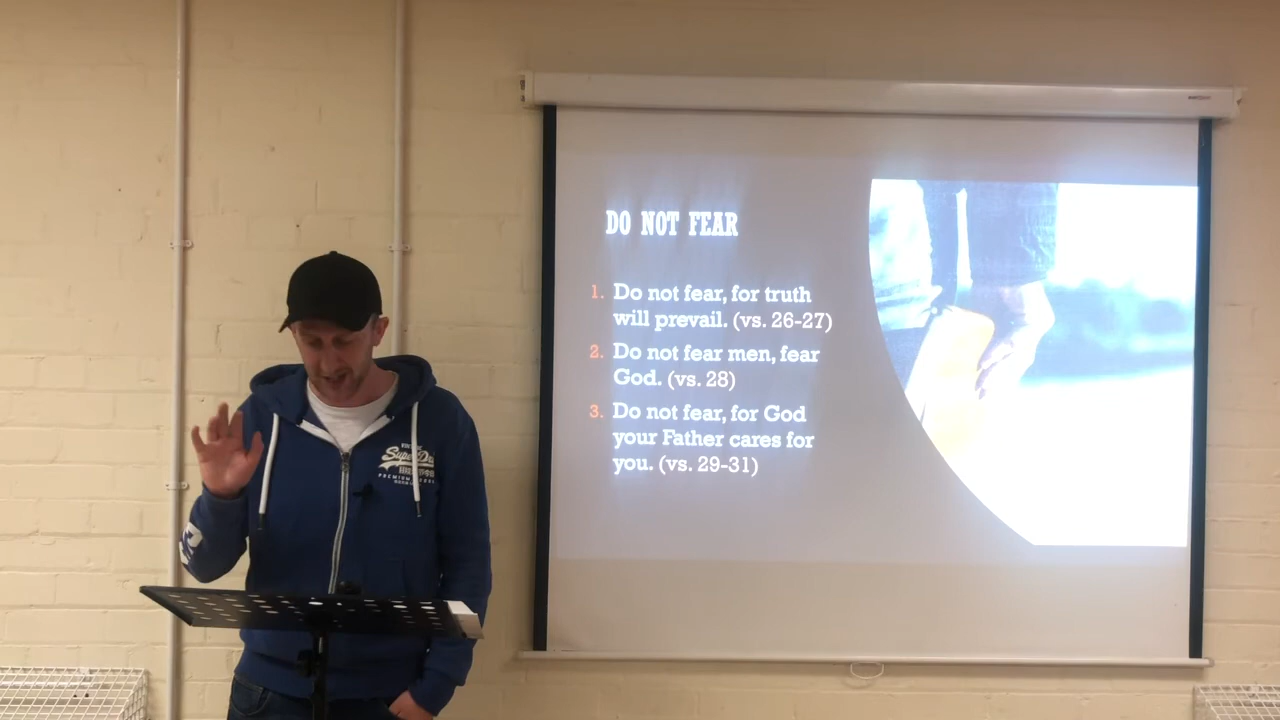 DO NOT FEAR
1. Do not fear, for truth
will prevail. (vs. 26-27)
2. Do not fear men, fear
God. (vs. 28)
3. Do not fear, for God
your Father cares for
you. (vs. 29-31)